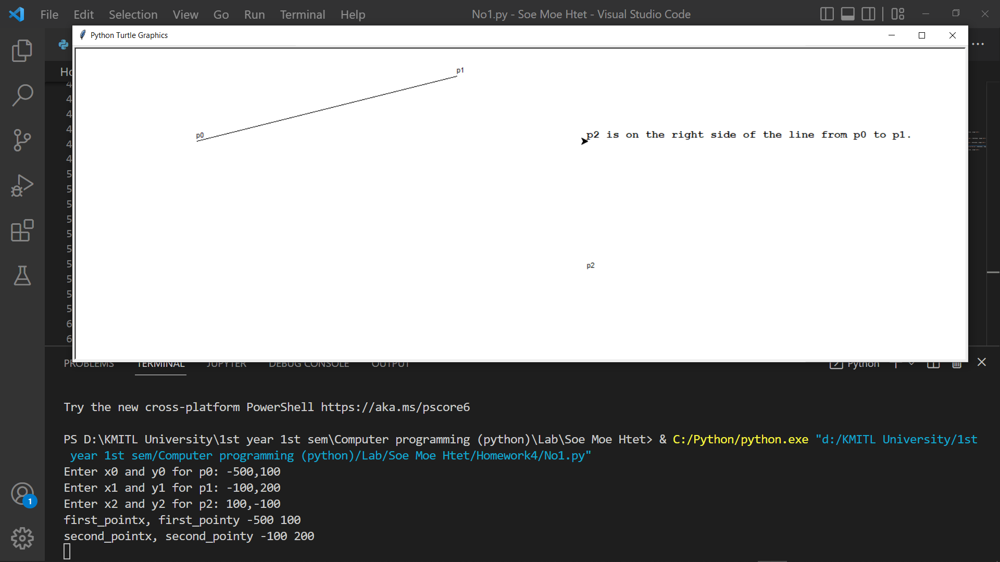 File Edit Selection View Go Run Terminal Help
No1.py - Soe Moe Htet - Visual Studio Code
Python Turtle Graphics
p1
p0
p2 is on the right side of the line from p0 to p1.
p2
PROBLEMS TERMINAL JUPYTER DEBUG CONSOLE OUTPUT
Python
Try the new cross-platform PowerShell https://aka.ms/pscore6
PS D:\KMITL University\1st year 1st sem\Computer programming (python)\Lab\Soe Moe Htet> & C:/Python/python.exe "d:/KMITL University/1st
year 1st sem/Computer programming (python)/Lab/Soe Moe Htet/Homework4/No1.py"
Enter x0 and y0 for p0: -500,100
Enter x1 and y1 for p1: -100,200
Enter x2 and y2 for p2: 100,-100
first_pointx, first_pointy -500 100
second_pointx, second_pointy -100 200
1